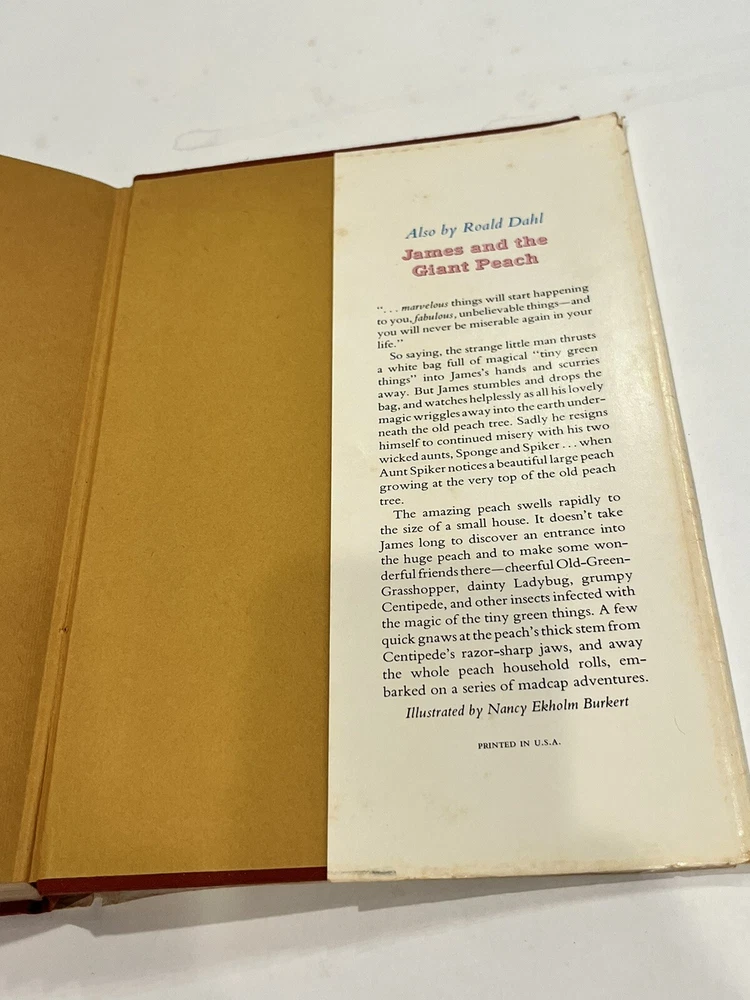 Also by Roald Dahl
James and the
Giant Peach
“. . . marvelous things will start happening
to you, fabulous, unbelievable things—and
you will never be miserable again in your
life.”
So saying, the strange little man thrusts
a white bag full of magical “tiny green
things” into James’s hands and scurries
away. But James stumbles and drops the
bag, and watches helplessly as all his lovely
magic wriggles away into the earth under-
neath the old peach tree. Sadly he resigns
himself to continued misery with his two
wicked aunts, Sponge and Spiker . . . when
Aunt Spiker notices a beautiful large peach
growing at the very top of the old peach
tree.
The amazing peach swells rapidly to
the size of a small house. It doesn’t take
James long to discover an entrance into
the huge peach and to make some won-
derful friends there—cheerful Old-Green-
Grasshopper, dainty Ladybug, grumpy
Centipede, and other insects infected with
the magic of the tiny green things. A few
quick gnaws at the peach’s thick stem from
Centipede’s razor-sharp jaws, and away
the whole peach household rolls, em-
barked on a series of madcap adventures.
Illustrated by Nancy Ekholm Burkert
PRINTED IN U.S.A.